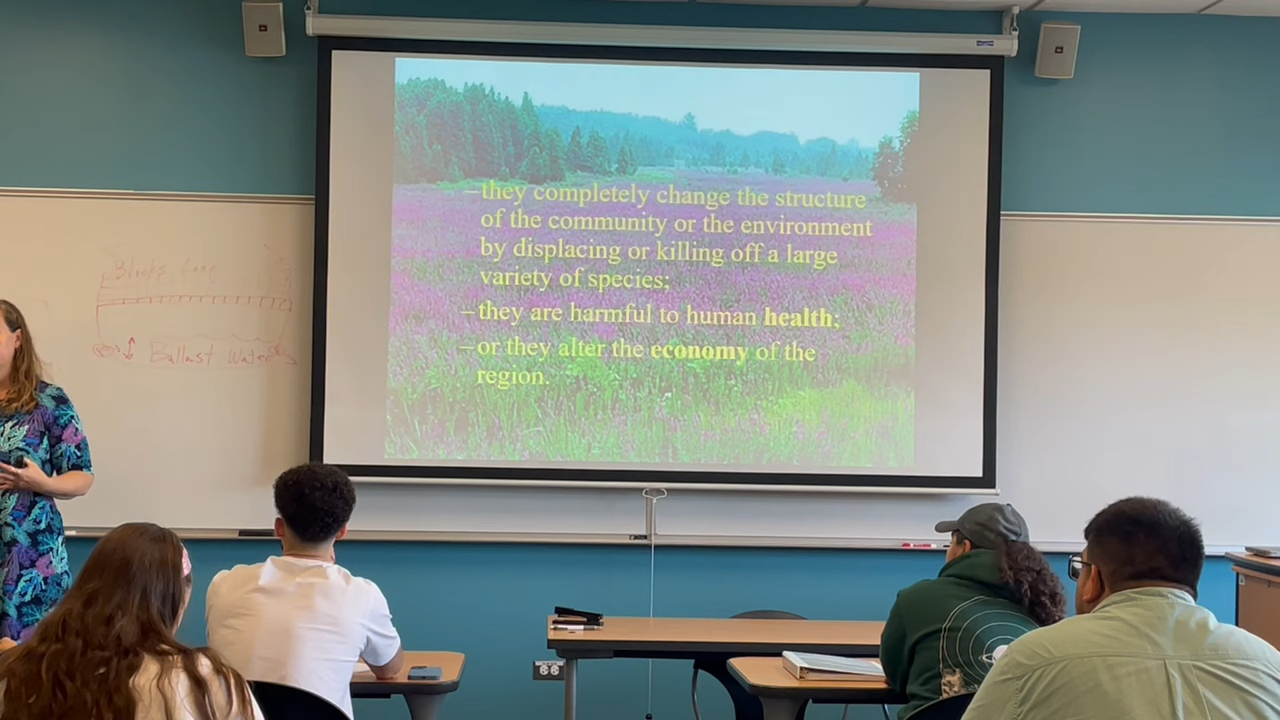 –they completely change the structure
of the community or the environment
by displacing or killing off a large
variety of species;
–they are harmful to human health;
–or they alter the economy of the
region.
Blocks
Ballast Water